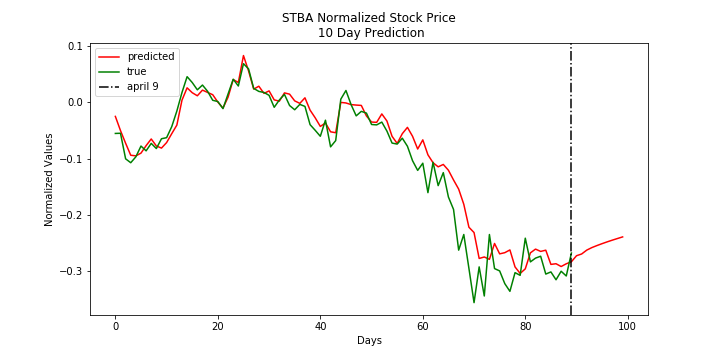 STBA Normalized Stock Price
10 Day Prediction
predicted
true
april 9
0.1
0.0
−0.1
−0.2
−0.3
Normalized Values
0 20 40 60 80 100
Days